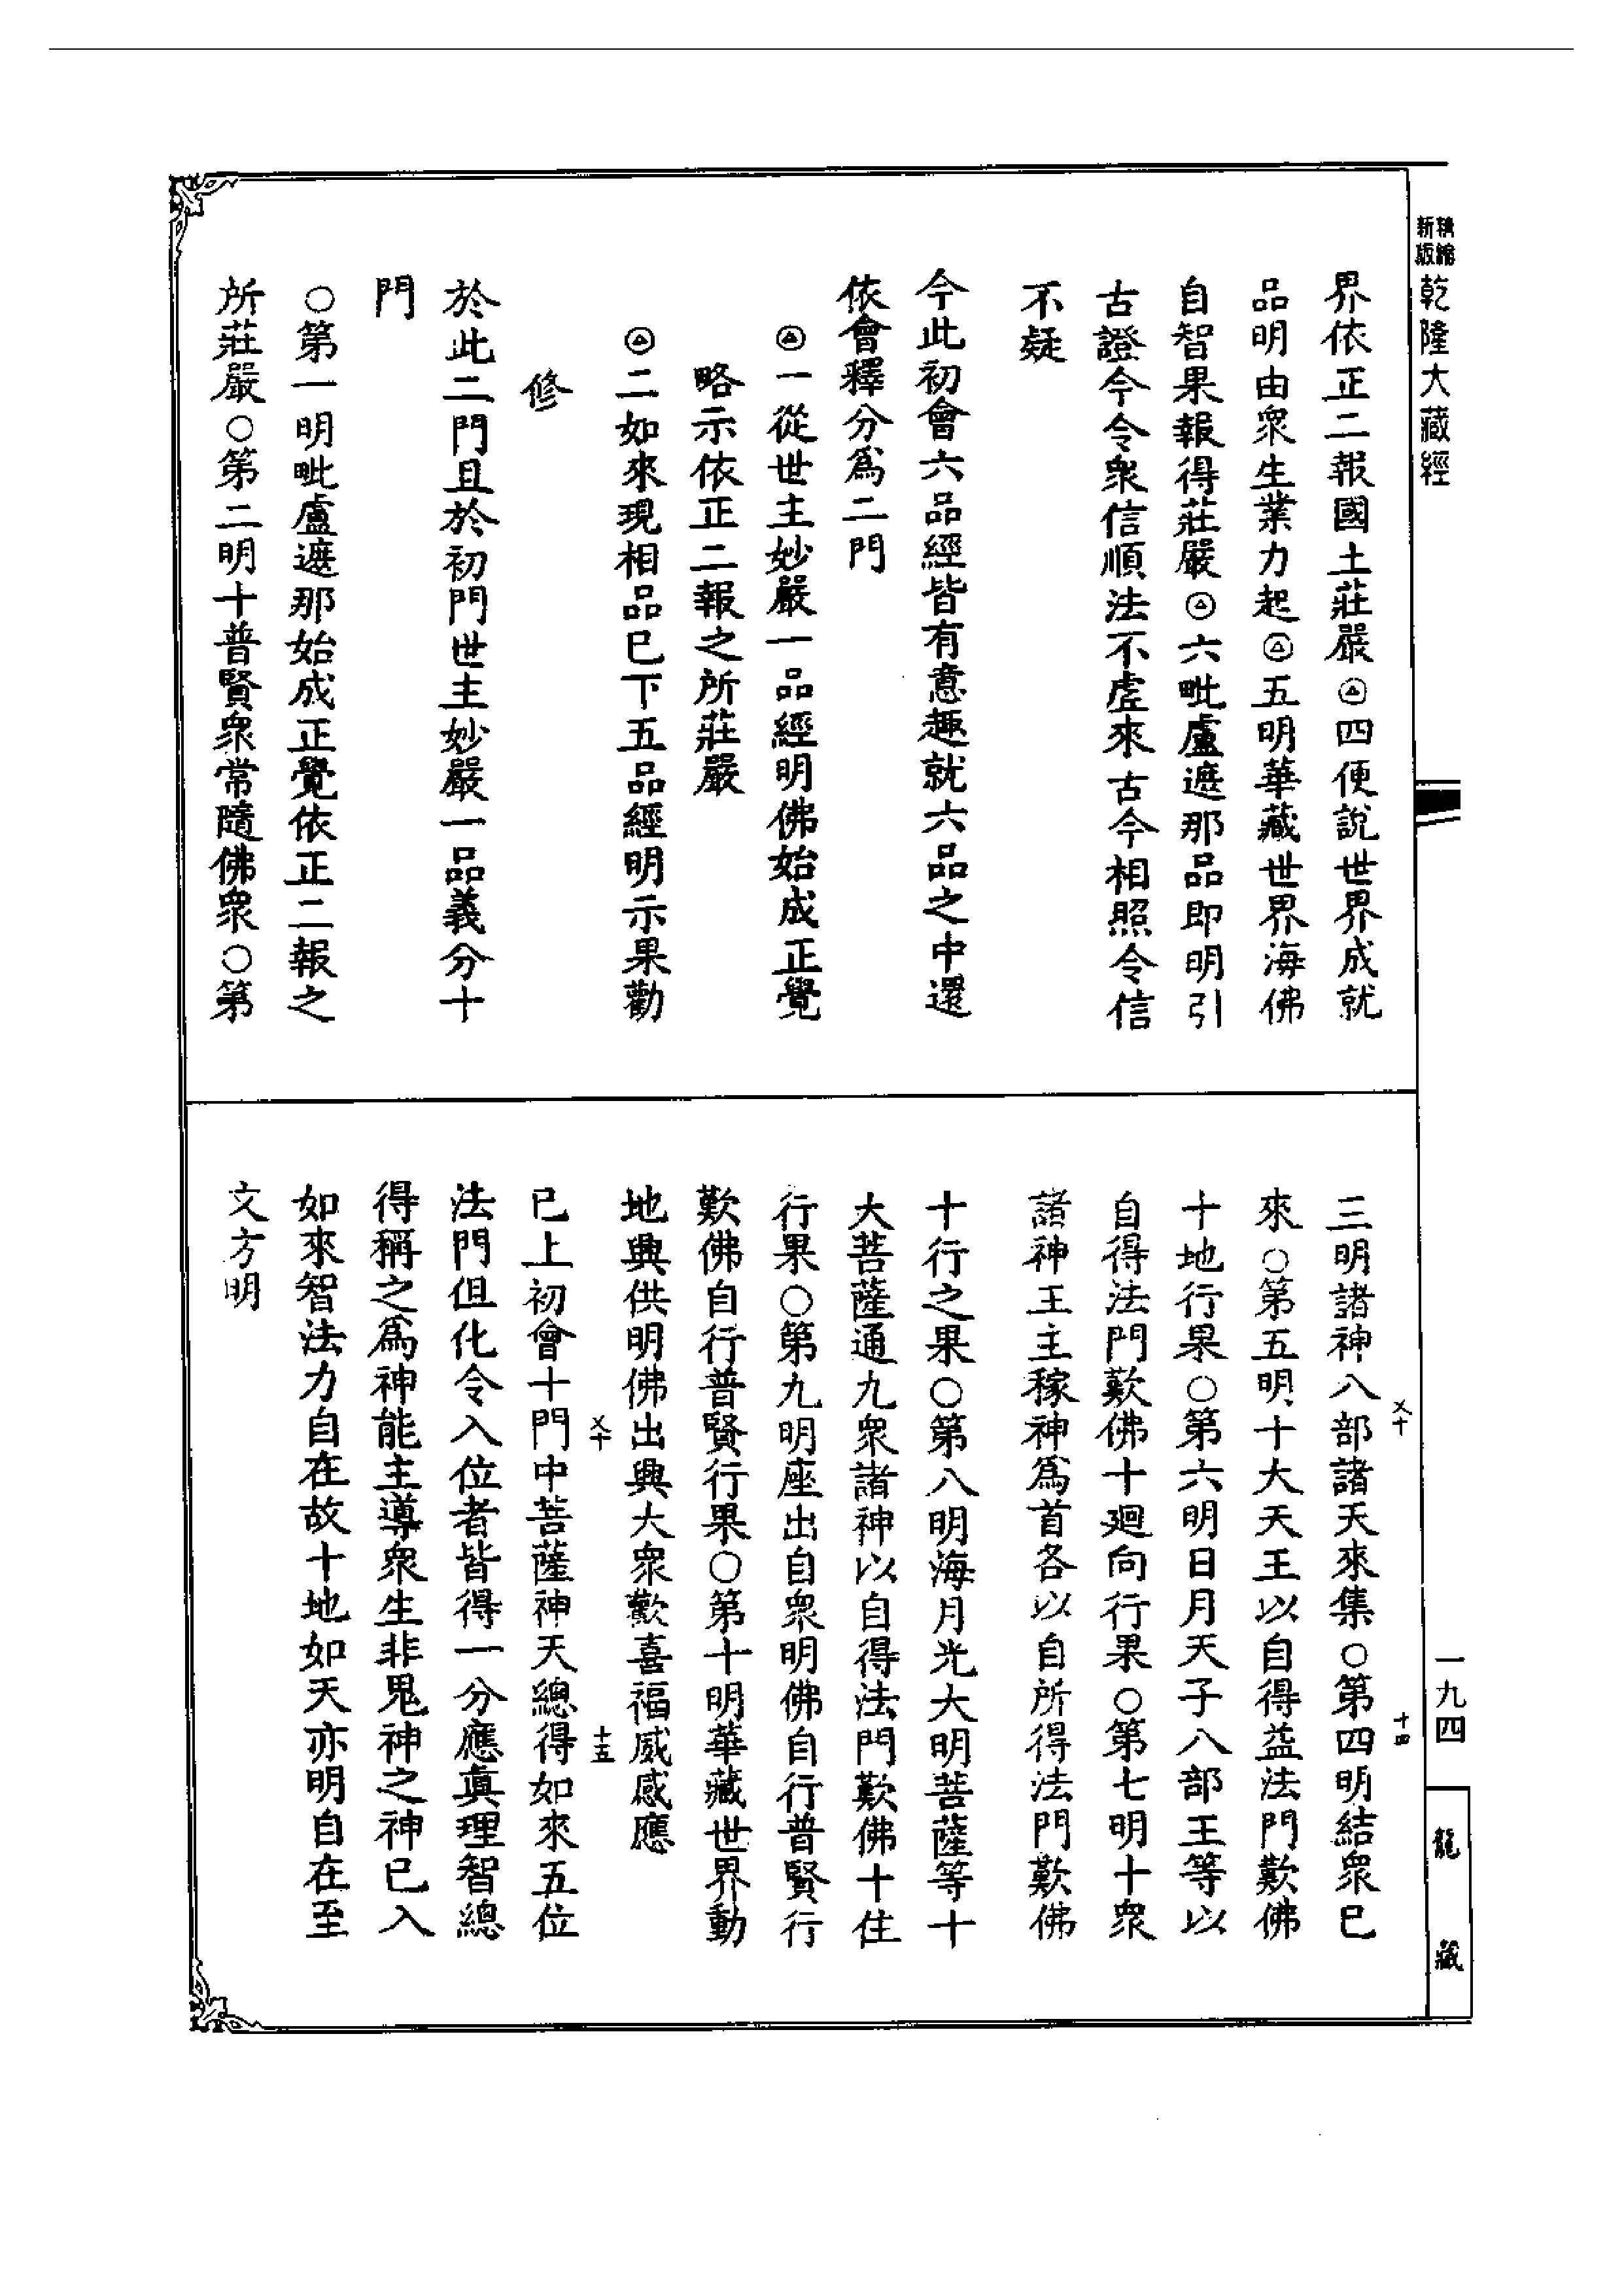 新版精縮
乾隆大藏經
界依正二報國土莊嚴◬四便說世界成就
品明由衆生業力起◬五明華藏世界海佛
自智果報得莊嚴◬六毗盧遮那品即明引
古證今令衆信順法不虛來古今相照令信
不疑
今此初會六品經皆有意趣就六品之中還
依會釋分爲二門
◬一從世主妙嚴一品經明佛始成正覺
略示依正二報之所莊嚴
◬二如來現相品已下五品經明示果勸
修
於此二門且於初門世主妙嚴一品義分十
門
○第一明毗盧遮那始成正覺依正二報之
所莊嚴○第二明十普賢衆常隨佛衆○第
三明諸神八部諸天來集○第四明結衆已
來○第五明十大天王以自得益法門歎佛
十地行果○第六明日月天子八部王等以
自得法門歎佛十廻向行果○第七明十衆
諸神王主稼神爲首各以自所得法門歎佛
十行之果○第八明海月光大明菩薩等十
大菩薩通九衆諸神以自得法門歎佛十住
行果○第九明座出自衆明佛自行普賢行
歎佛自行普賢行果○第十明華藏世界動
地興供明佛出興大衆歡喜福威感應
已上初會十門中菩薩神天總得如來五位
法門但化令入位者皆得一分應眞理智總
得稱之爲神能主導衆生非鬼神之神已入
如來智法力自在故十地如天亦明自在至
文方明
乂十
十四
乂十
十五
一九四
龍藏